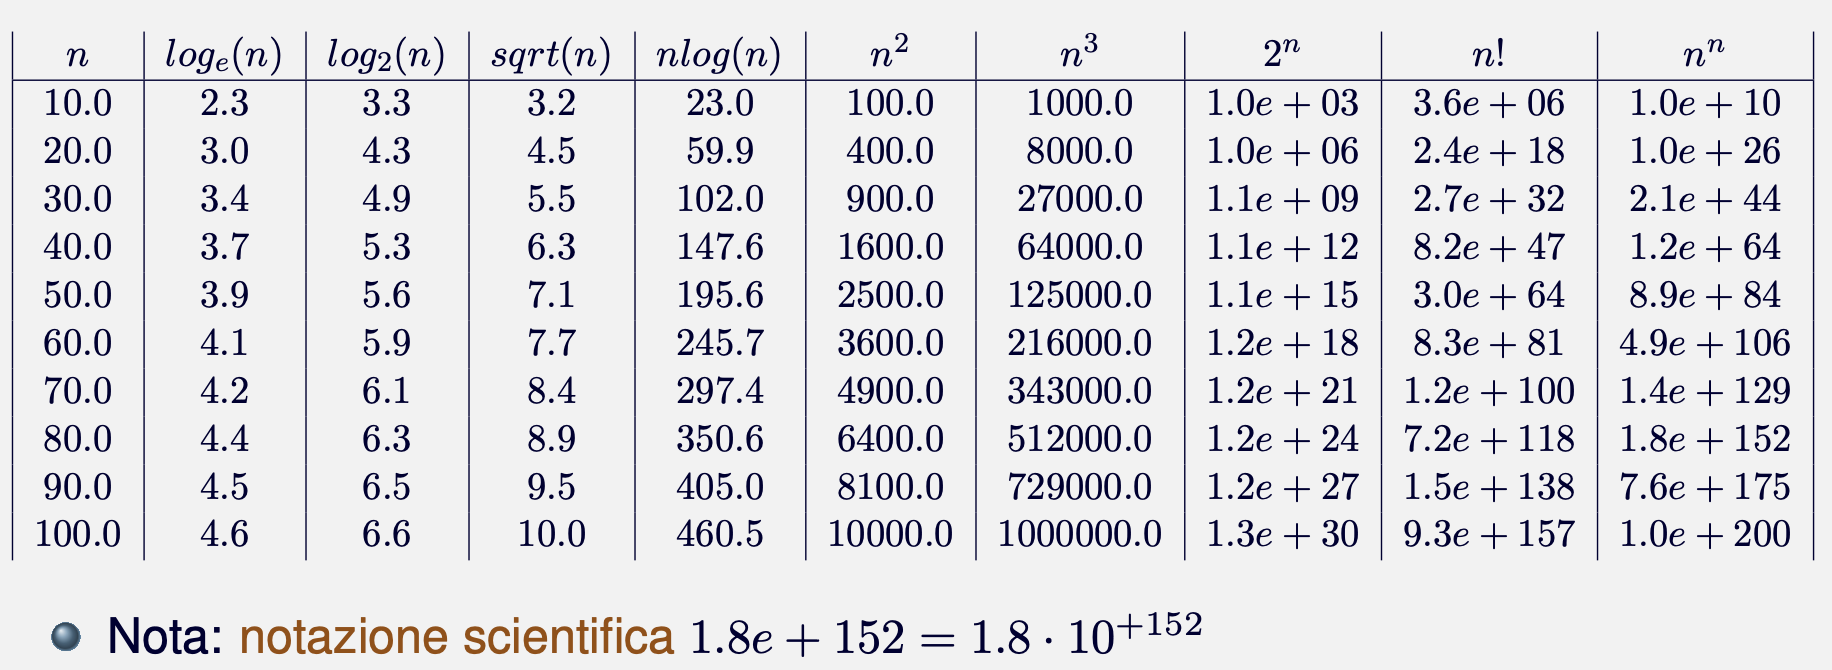 n log_e(n) log_2(n) sqrt(n) nlog(n) n^2 n^3 2^n n! n^n
10.0 2.3 3.3 3.2 23.0 100.0 1000.0 1.0e + 03 3.6e + 06 1.0e + 10
20.0 3.0 4.3 4.5 59.9 400.0 8000.0 1.0e + 06 2.4e + 18 1.0e + 26
30.0 3.4 4.9 5.5 102.0 900.0 27000.0 1.1e + 09 2.7e + 32 2.1e + 44
40.0 3.7 5.3 6.3 147.6 1600.0 64000.0 1.1e + 12 8.2e + 47 1.2e + 64
50.0 3.9 5.6 7.1 195.6 2500.0 125000.0 1.1e + 15 3.0e + 64 8.9e + 84
60.0 4.1 5.9 7.7 245.7 3600.0 216000.0 1.2e + 18 8.3e + 81 4.9e + 106
70.0 4.2 6.1 8.4 297.4 4900.0 343000.0 1.2e + 21 1.2e + 100 1.4e + 129
80.0 4.4 6.3 8.9 350.6 6400.0 512000.0 1.2e + 24 7.2e + 118 1.8e + 152
90.0 4.5 6.5 9.5 405.0 8100.0 729000.0 1.2e + 27 1.5e + 138 7.6e + 175
100.0 4.6 6.6 10.0 460.5 10000.0 1000000.0 1.3e + 30 9.3e + 157 1.0e + 200
Nota: notazione scientifica 1.8e + 152 = 1.8 · 10^{+152}